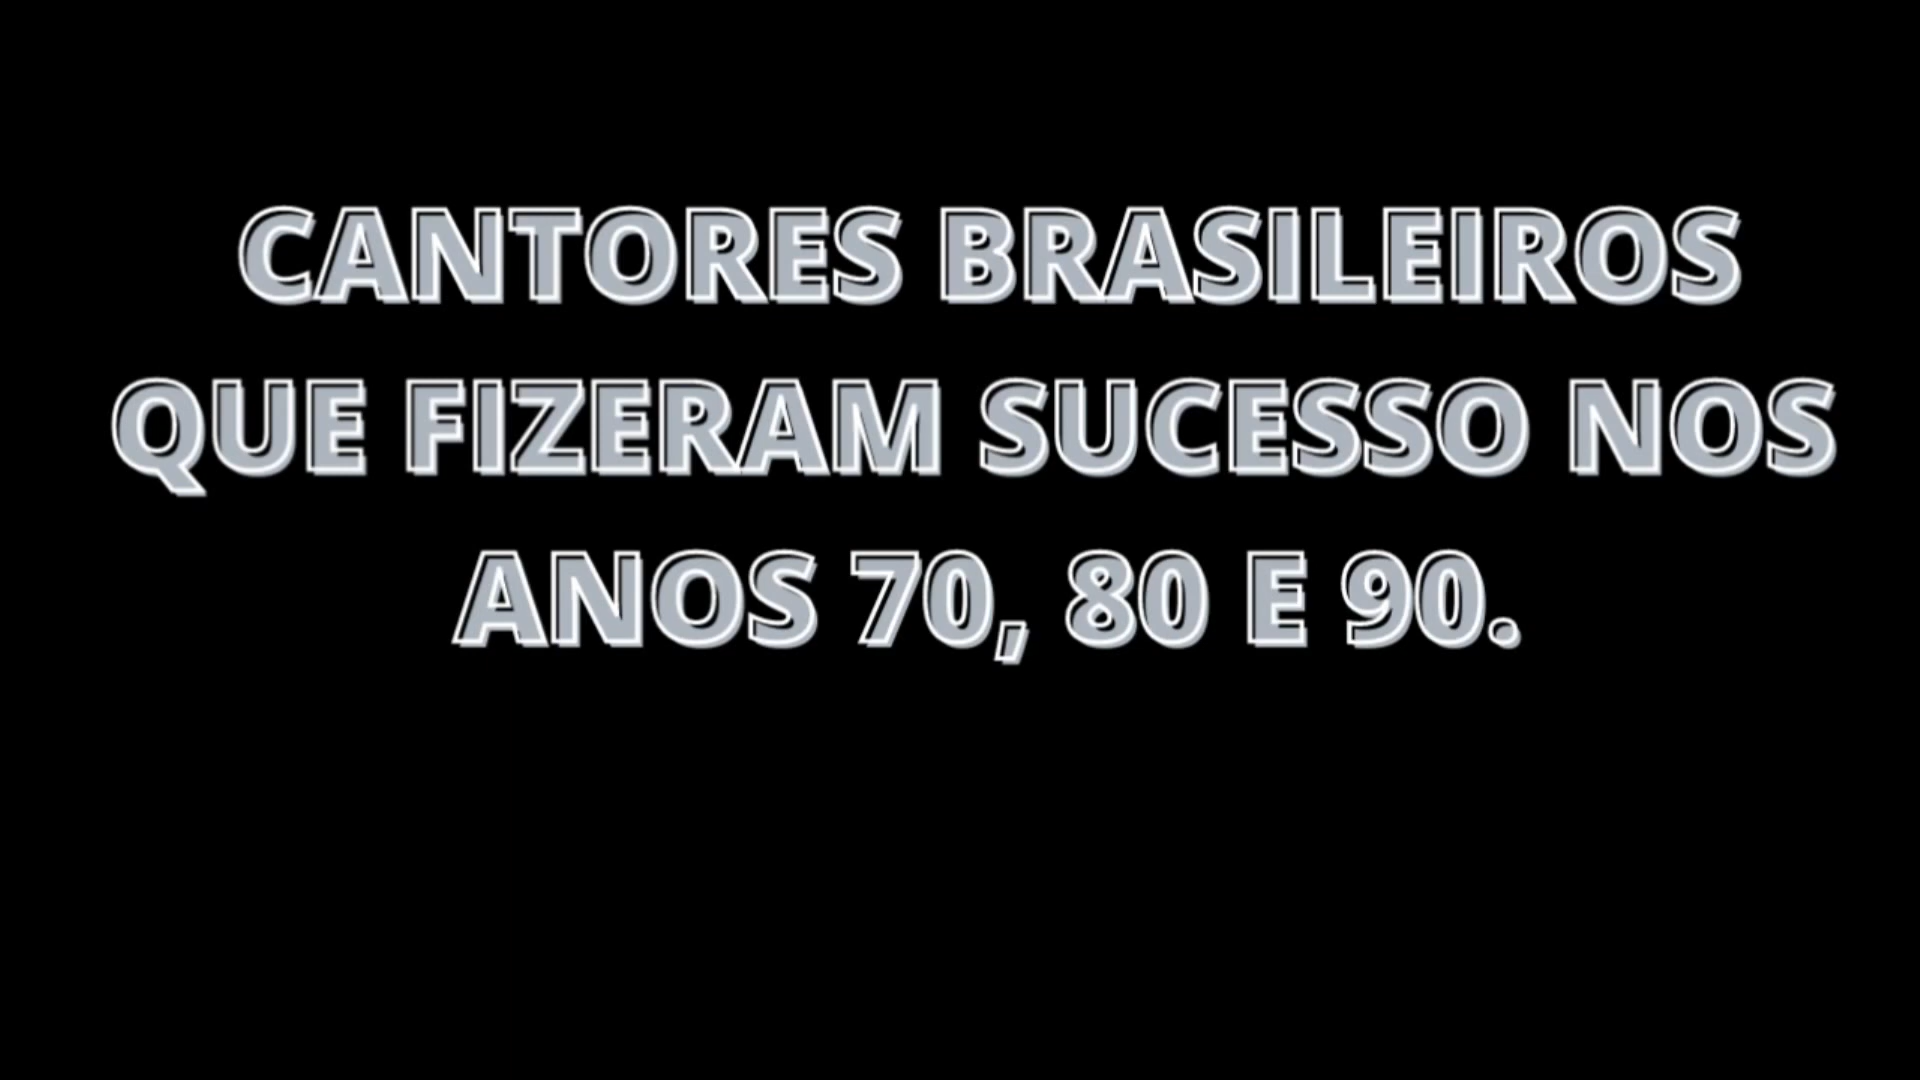 CANTORES BRASILEIROS
QUE FIZERAM SUCESSO NOS
ANOS 70, 80 E 90.